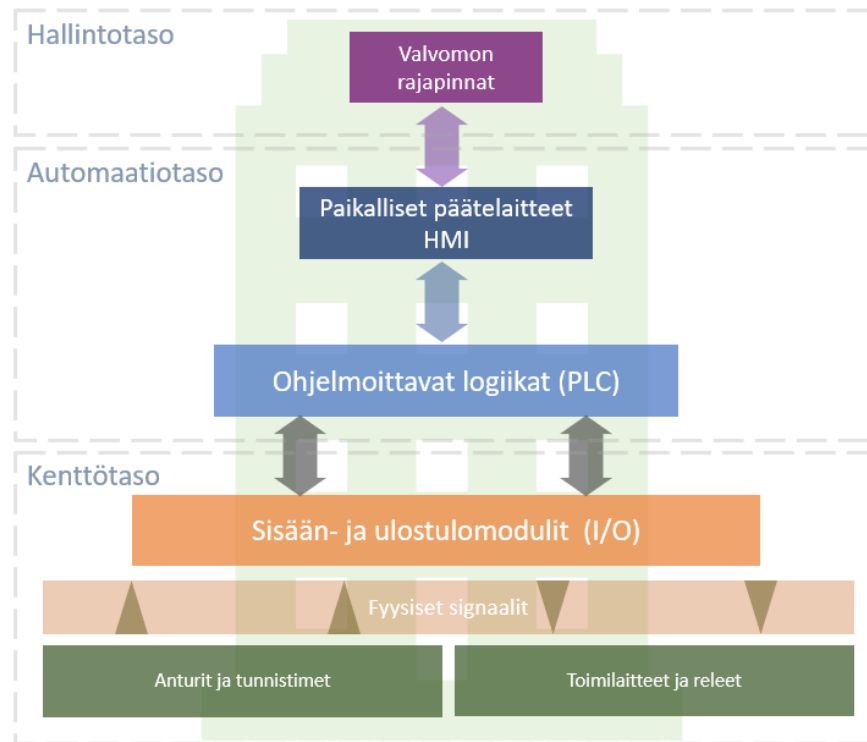 Hallintotaso
Valvomon
rajapinnat
Automaatiotaso
Paikalliset päätelaitteet
HMI
Ohjelmoittavat logiikat (PLC)
Kenttötaso
Sisään- ja ulostulomodulit (I/O)
Fyysiset signaalit
Anturit ja tunnistimet
Toimilaitteet ja releet